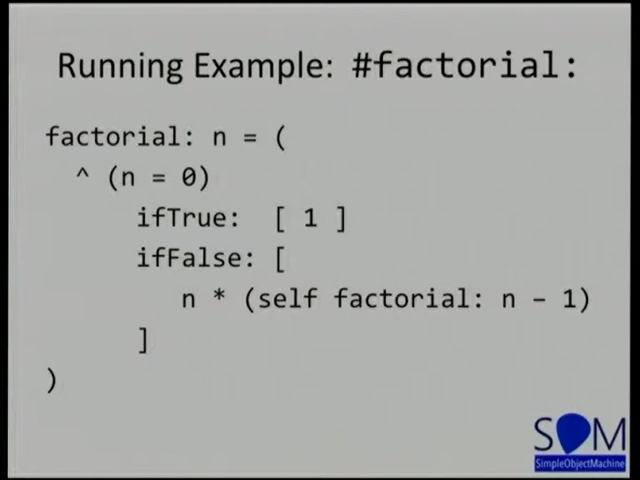 Running Example: #factorial:
factorial: n = (
^ (n = 0)
ifTrue: [ 1 ]
ifFalse: [
n * (self factorial: n – 1)
]
)
SOM
SimpleObjectMachine